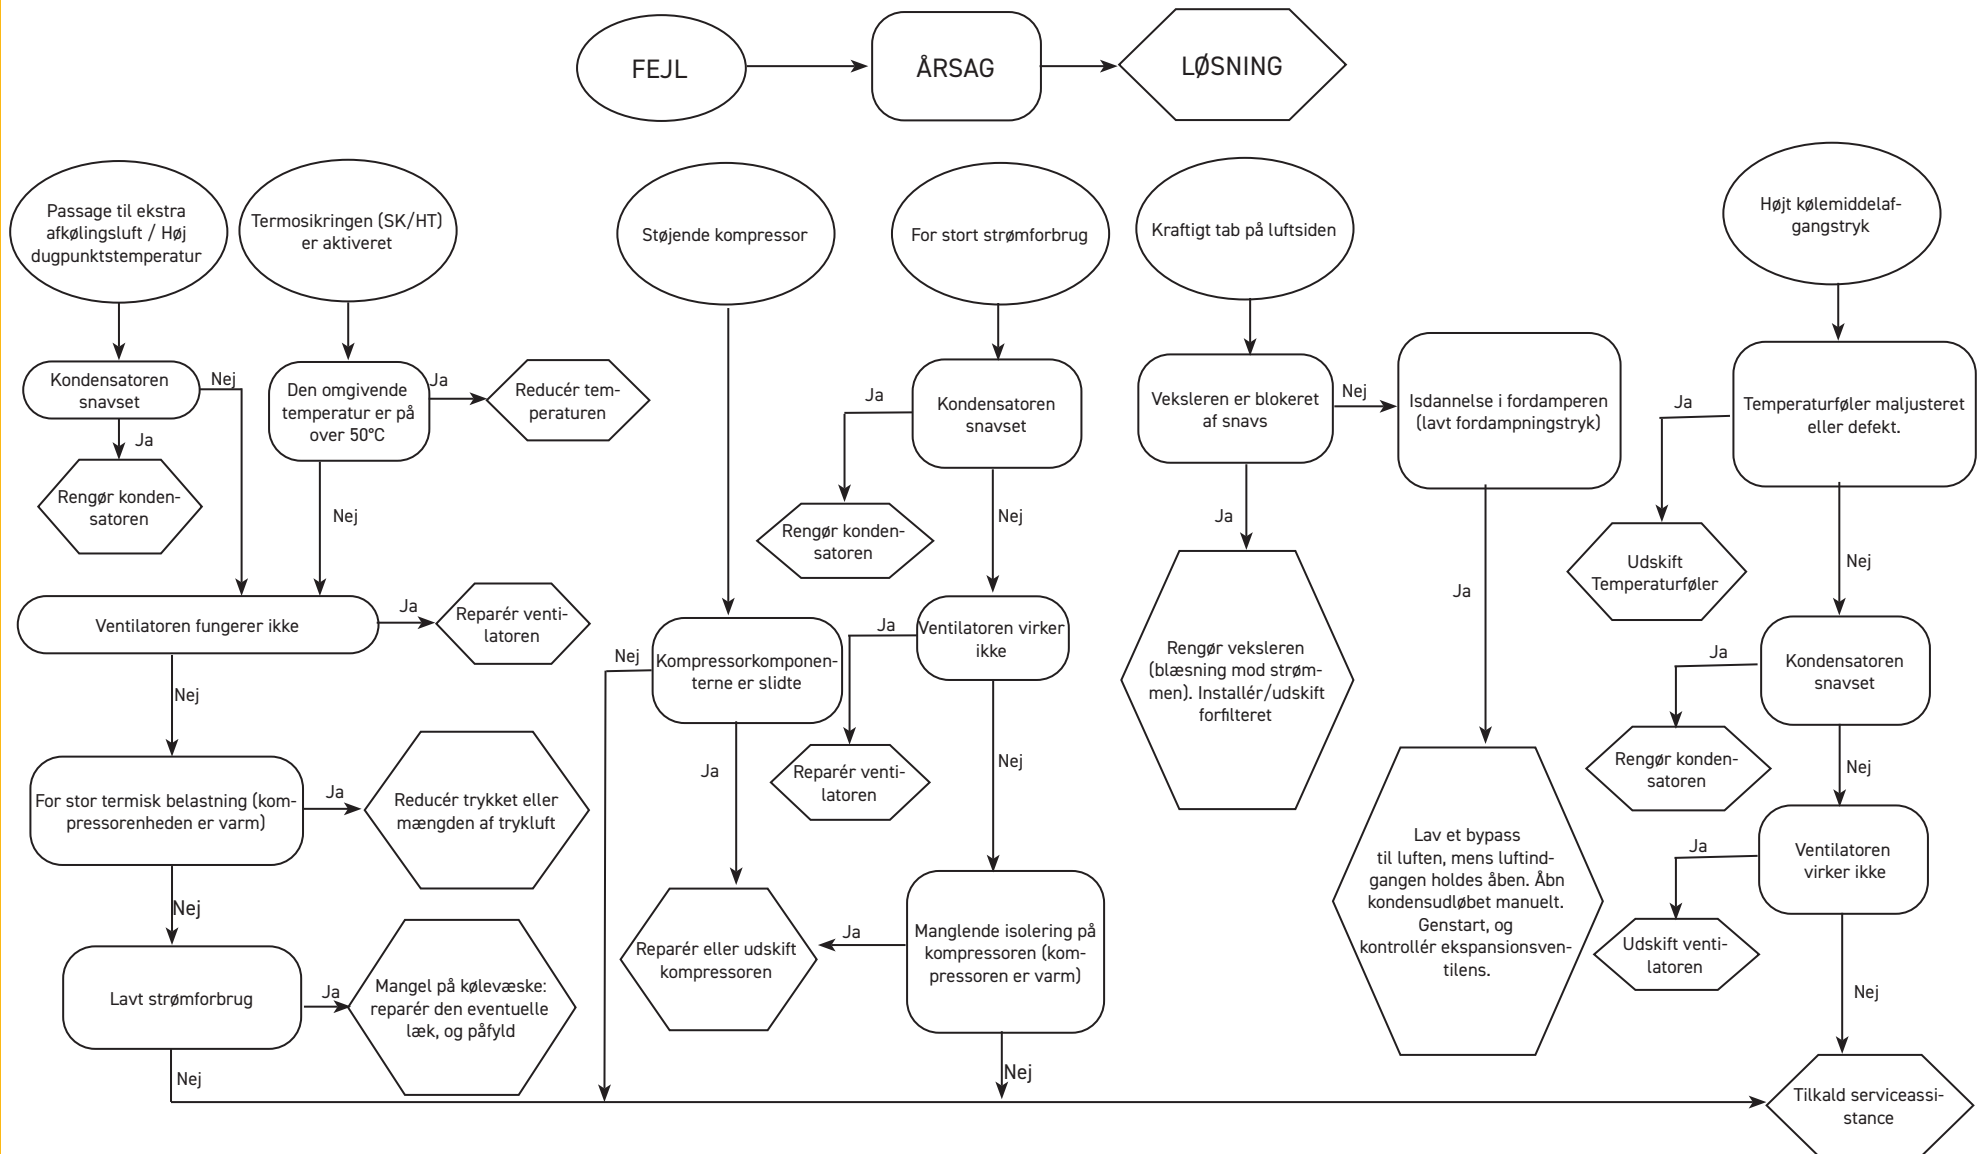 FEJL
ÅRSAG
LØSNING
Passage til ekstra
afkølingsluft / Høj
dugpunktstemperatur
Termosikringen (SK/HT)
er aktiveret
Støjende kompressor
For stort strømforbrug
Kraftigt tab på luftsiden
Højt kølemiddelaf-
gangstryk
Kondensatoren
snavset
Nej
Ja
Rengør konden-
satoren
Den omgivende
temperatur er på
over 50°C
Ja
Reducér tem-
peraturen
Nej
Ventilatoren fungerer ikke
Ja
Reparér venti-
latoren
Nej
For stor termisk belastning (kom-
pressorenheden er varm)
Ja
Reducér trykket eller
mængden af trykluft
Nej
Lavt strømforbrug
Ja
Mangel på kølevæske:
reparér den eventuelle
læk, og påfyld
Nej
Kompressorkomponen-
terne er slidte
Nej
Ja
Reparér eller udskift
kompressoren
Kondensatoren
snavset
Ja
Rengør konden-
satoren
Nej
Ventilatoren virker
ikke
Ja
Reparér venti-
latoren
Nej
Manglende isolering på
kompressoren (kom-
pressoren er varm)
Ja
Nej
Veksleren er blokeret
af snavs
Nej
Ja
Rengør veksleren
(blæsning mod strøm-
men). Installér/udskift
forfilteret
Isdannelse i fordamperen
(lavt fordampningstryk)
Ja
Lav et bypass
til luften, mens luftind-
gangen holdes åben. Åbn
kondensudløbet manuelt.
Genstart, og
kontrollér ekspansionsven-
tilens.
Temperaturføler maljusteret
eller defekt.
Ja
Udskift
Temperaturføler
Nej
Kondensatoren
snavset
Ja
Rengør konden-
satoren
Nej
Ventilatoren
virker ikke
Ja
Udskift venti-
latoren
Nej
Tilkald serviceassi-
stance